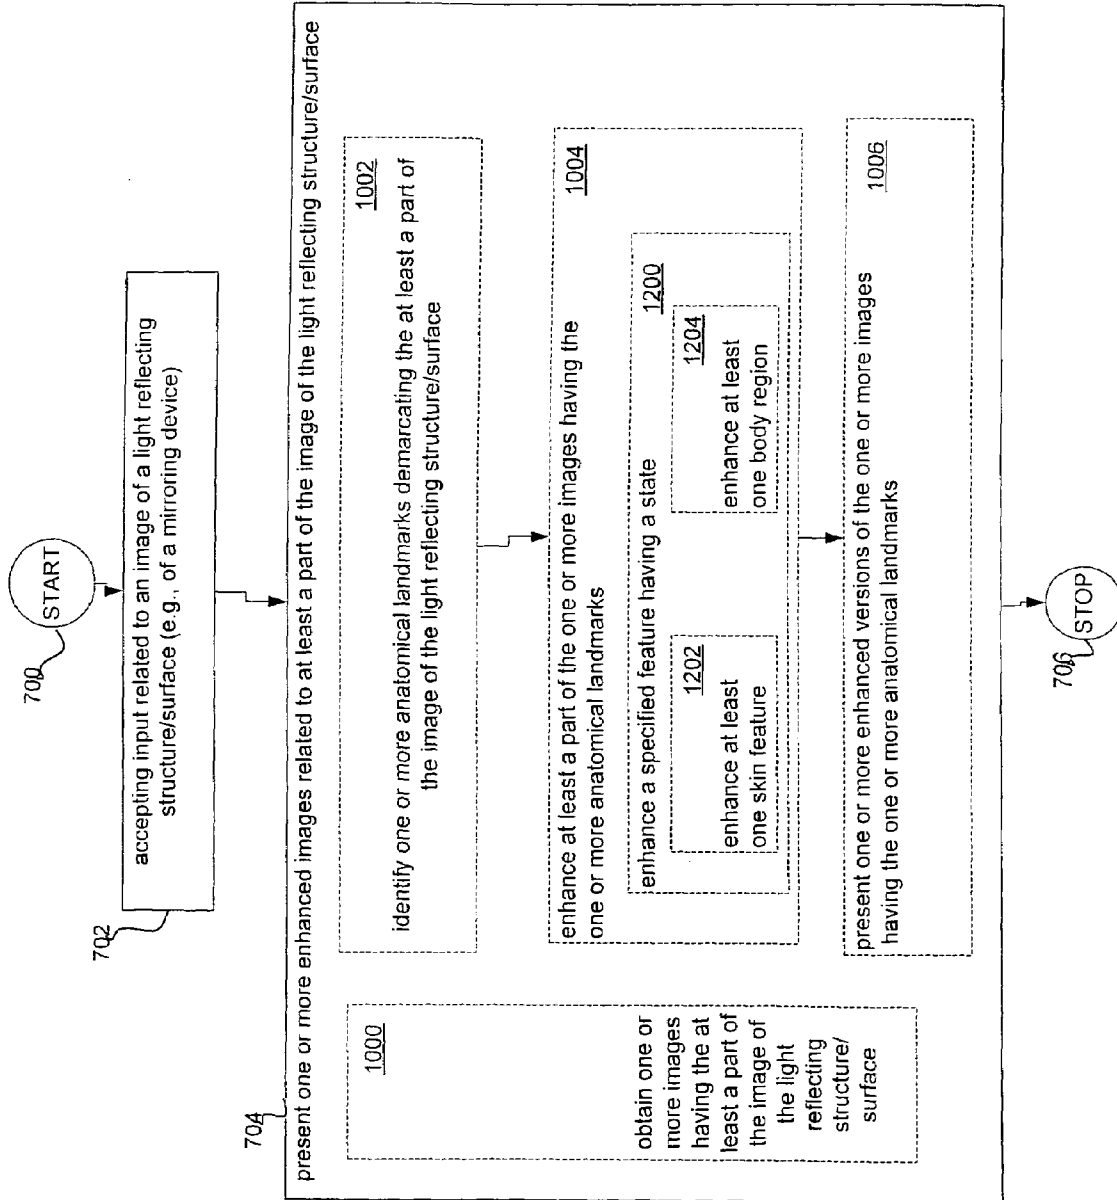 START
700
accepting input related to an image of a light reflecting
structure/surface (e.g., of a mirroring device)
702
704
present one or more enhanced images related to at least a part of the image of the light reflecting structure/surface
1000
obtain one or
more images
having the at
least a part of
the image of
the light
reflecting
structure/
surface
1002
identify one or more anatomical landmarks demarcating the at least a part of
the image of the light reflecting structure/surface
1004
enhance at least a part of the one or more images having the
one or more anatomical landmarks
1200
enhance a specified feature having a state
1202
enhance at least
one skin feature
1204
enhance at least
one body region
1006
present one or more enhanced versions of the one or more images
having the one or more anatomical landmarks
STOP
706